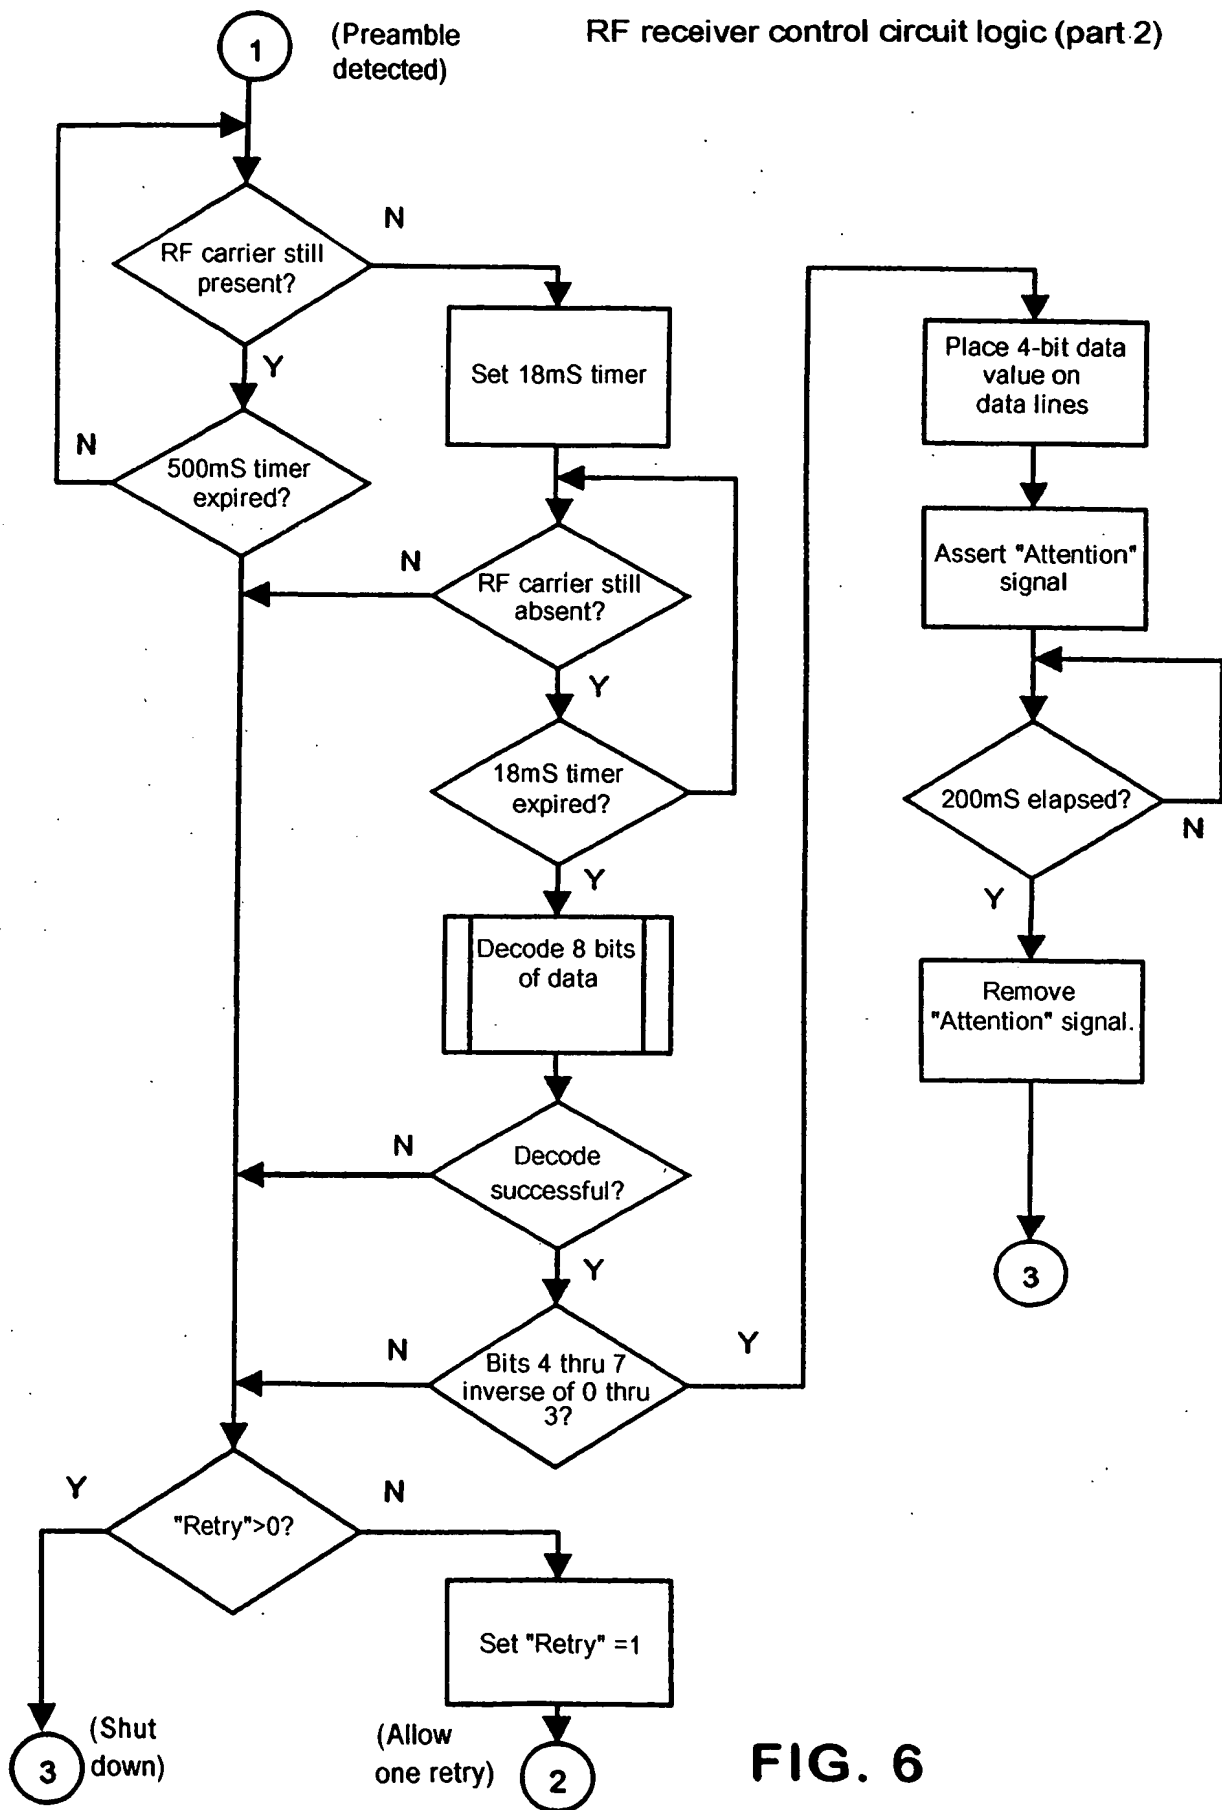 RF receiver control circuit logic (part 2)
1
(Preamble
detected)
RF carrier still
present?
N
Y
500mS timer
expired?
N
Set 18mS timer
RF carrier still
absent?
N
Y
18mS timer
expired?
Y
Decode 8 bits
of data
Decode
successful?
N
Y
Bits 4 thru 7
inverse of 0 thru
3?
N
Y
Place 4-bit data
value on
data lines
Assert "Attention"
signal
200mS elapsed?
N
Y
Remove
"Attention" signal.
3
"Retry">0?
Y
N
Set "Retry" =1
3
(Shut
down)
(Allow
one retry)
2
FIG. 6